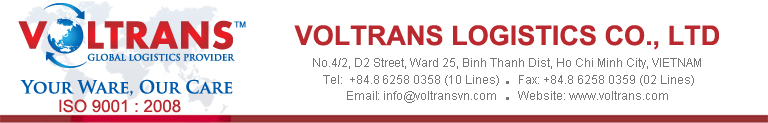 VOLTRANS™
GLOBAL LOGISTICS PROVIDER
YOUR WARE, OUR CARE
ISO 9001 : 2008
VOLTRANS LOGISTICS CO., LTD
No.4/2, D2 Street, Ward 25, Binh Thanh Dist, Ho Chi Minh City, VIETNAM
Tel: +84.8 6258 0358 (10 Lines) • Fax: +84.8 6258 0359 (02 Lines)
Email: info@voltransvn.com • Website: www.voltrans.com